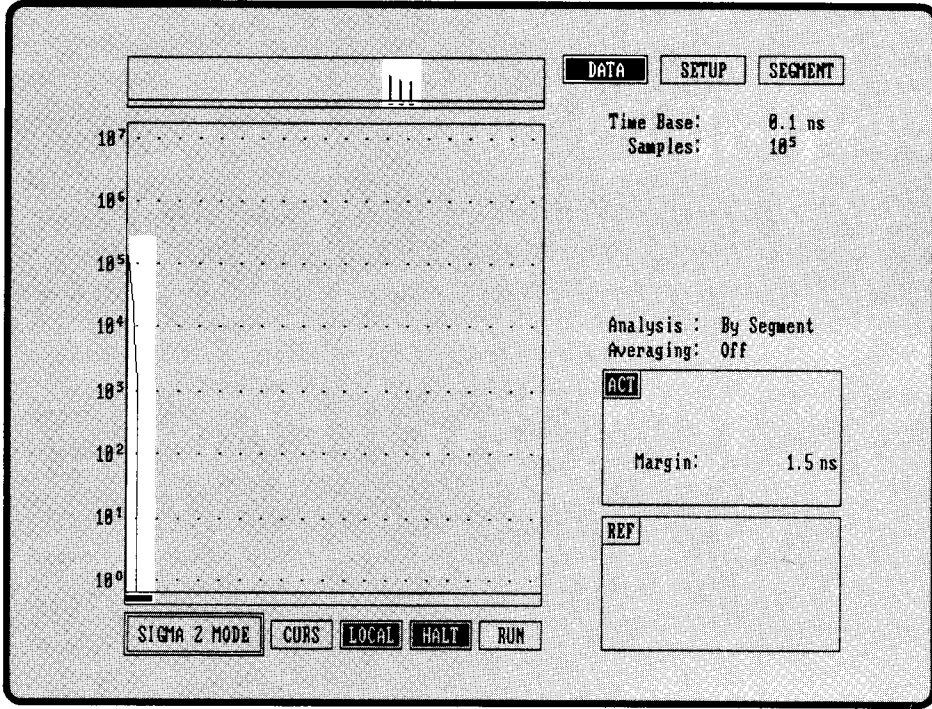 DATA SETUP SEGMENT
Time Base: 0.1 ns
Samples: 10⁵
10⁷
10⁶
10⁵
10⁴
10³
10²
10¹
10⁰
Analysis : By Segment
Averaging: Off
ACT
Margin: 1.5 ns
REF
SIGMA 2 MODE CURS LOCAL HALT RUN